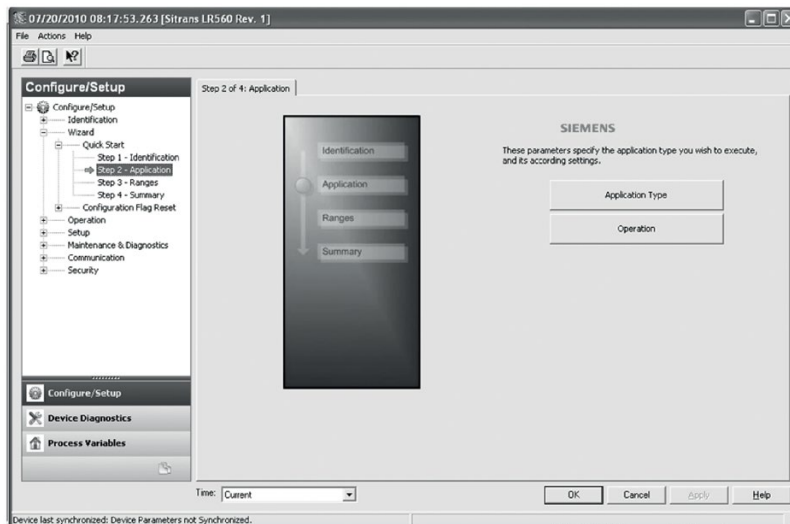 07/20/2010 08:17:53.263 [Sitrans LR560 Rev. 1]
File Actions Help
Configure/Setup
Configure/Setup
Identification
Wizard
Quick Start
Step 1 - Identification
Step 2 - Application
Step 3 - Ranges
Step 4 - Summary
Configuration Flag Reset
Operation
Setup
Maintenance & Diagnostics
Communication
Security
Configure/Setup
Device Diagnostics
Process Variables
Step 2 of 4: Application
Identification
Application
Ranges
Summary
SIEMENS
These parameters specify the application type you wish to execute,
and its according settings.
Application Type
Operation
Time: Current
OK Cancel Apply Help
Device last synchronized: Device Parameters not Synchronized.